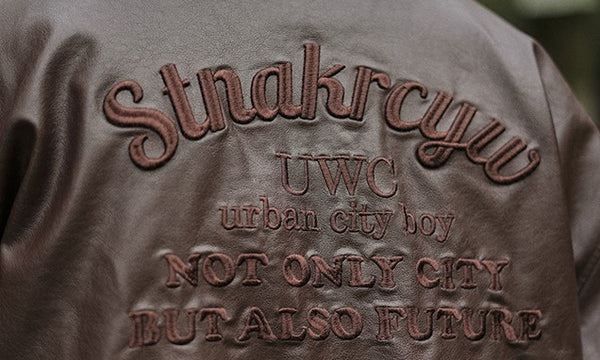 Stnakrcyw
UWC
urban city boy
NOT ONLY CITY
BUT ALSO FUTURE